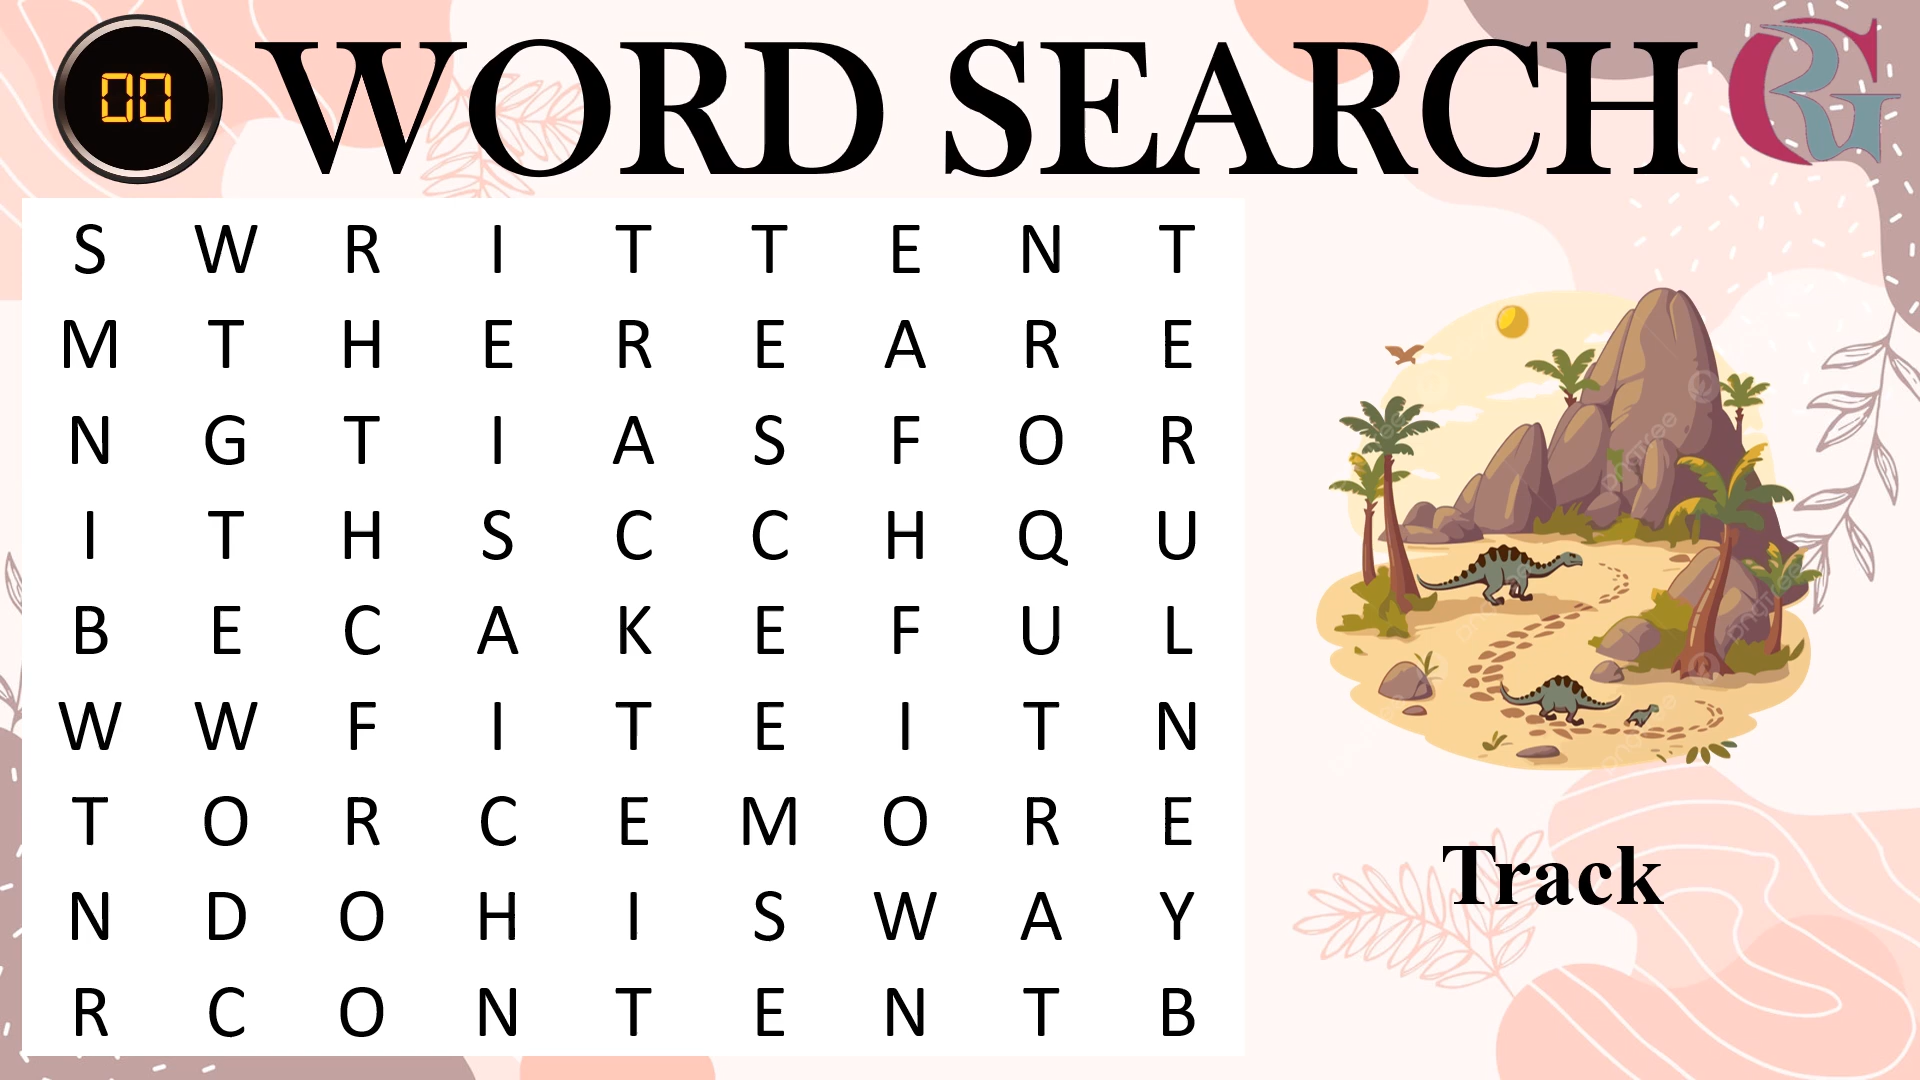 00
WORD SEARCH
S W R I T T E N T
M T H E R E A R E
N G T I A S F O R
I T H S C C H Q U
B E C A K E F U L
W W F I T E I T N
T O R C E M O R E
N D O H I S W A Y
R C O N T E N T B
Track